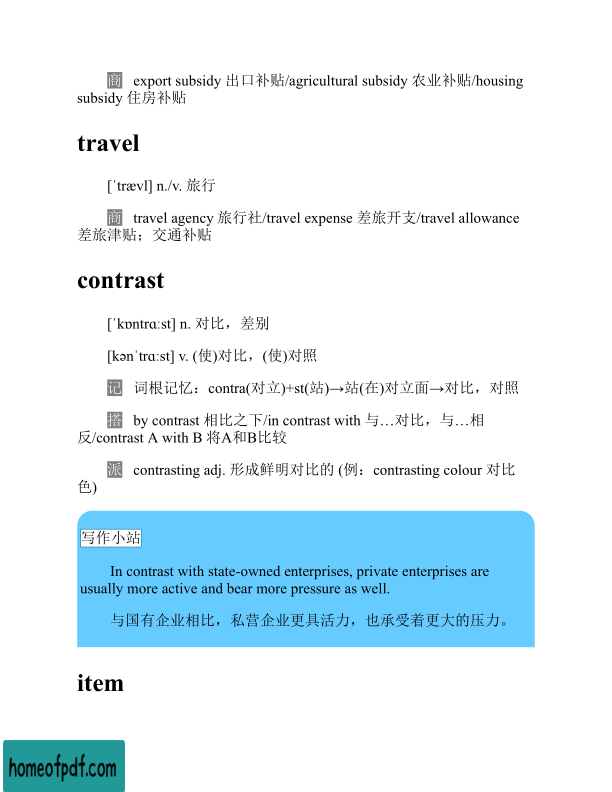 商 export subsidy 出口补贴/agricultural subsidy 农业补贴/housing
subsidy 住房补贴
travel
[ˈtrævl] n./v. 旅行
商 travel agency 旅行社/travel expense 差旅开支/travel allowance
差旅津贴；交通补贴
contrast
[ˈkɒntrɑːst] n. 对比，差别
[kənˈtrɑːst] v. (使)对比，(使)对照
记 词根记忆：contra(对立)+st(站)→站(在)对立面→对比，对照
搭 by contrast 相比之下/in contrast with 与…对比，与…相
反/contrast A with B 将A和B比较
派 contrasting adj. 形成鲜明对比的 (例：contrasting colour 对比
色)
写作小站
In contrast with state-owned enterprises, private enterprises are
usually more active and bear more pressure as well.
与国有企业相比，私营企业更具活力，也承受着更大的压力。
item
homeofpdf.com